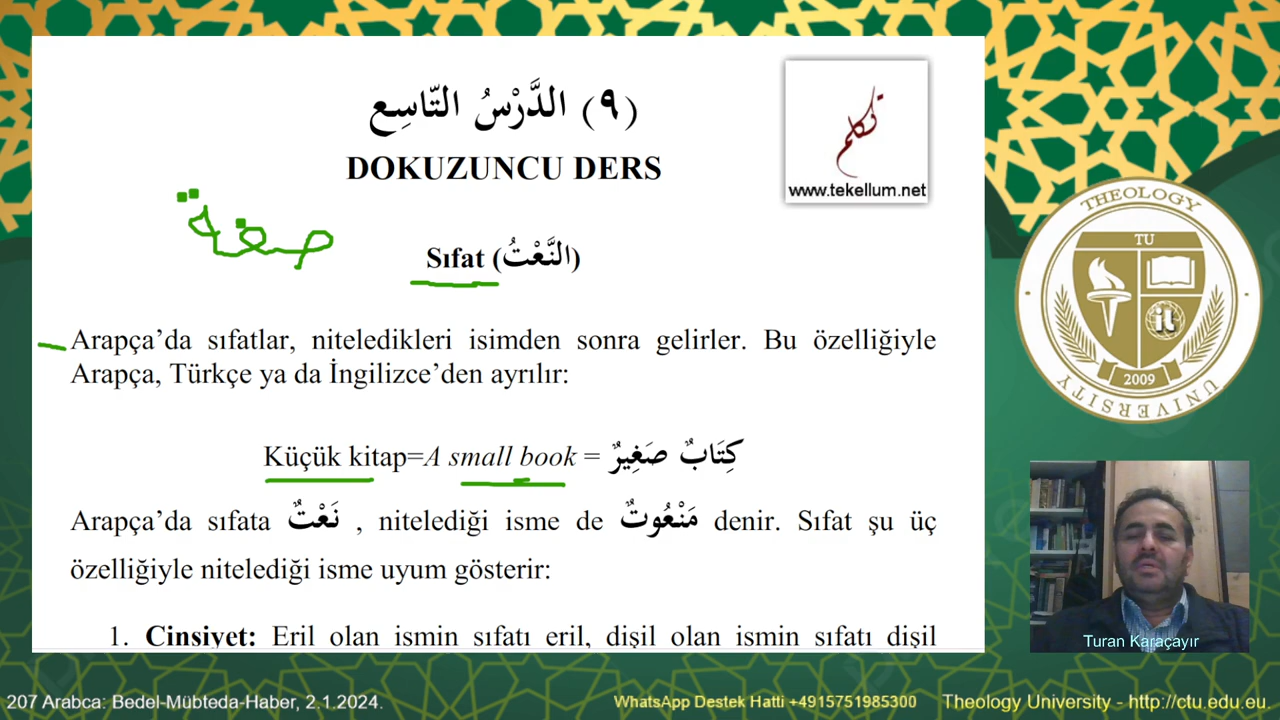 (٩) الدَّرْسُ التّاسِع
DOKUZUNCU DERS
تكلم
www.tekellum.net
صفة
Sıfat (النَّعْتُ)
Arapça’da sıfatlar, niteledikleri isimden sonra gelirler. Bu özelliğiyle
Arapça, Türkçe ya da İngilizce’den ayrılır:
Küçük kitap=A small book = كِتَابٌ صَغِيرٌ
Arapça’da sıfata نَعْتٌ , nitelediği isme de مَنْعُوتٌ denir. Sıfat şu üç
özelliğiyle nitelediği isme uyum gösterir:
1. Cinsiyet: Eril olan ismin sıfatı eril, dişil olan ismin sıfatı dişil
THEOLOGY
TU
2009
UNIVERSITY
Turan Karaçayır
207 Arabca: Bedel-Mübteda-Haber, 2.1.2024.
WhatsApp Destek Hatti +4915751985300
Theology University - http://ctu.edu.eu.